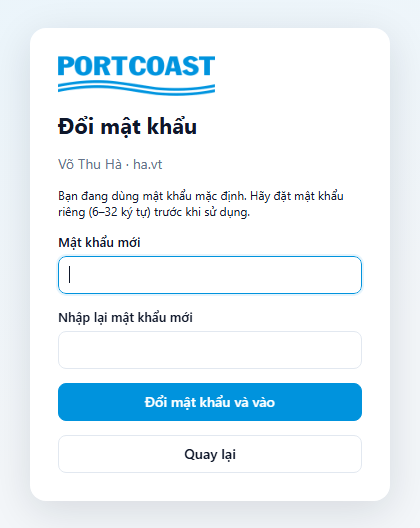 PORTCOAST
Đổi mật khẩu
Võ Thu Hà · ha.vt
Bạn đang dùng mật khẩu mặc định. Hãy đặt mật khẩu
riêng (6–32 ký tự) trước khi sử dụng.
Mật khẩu mới
Nhập lại mật khẩu mới
Đổi mật khẩu và vào
Quay lại